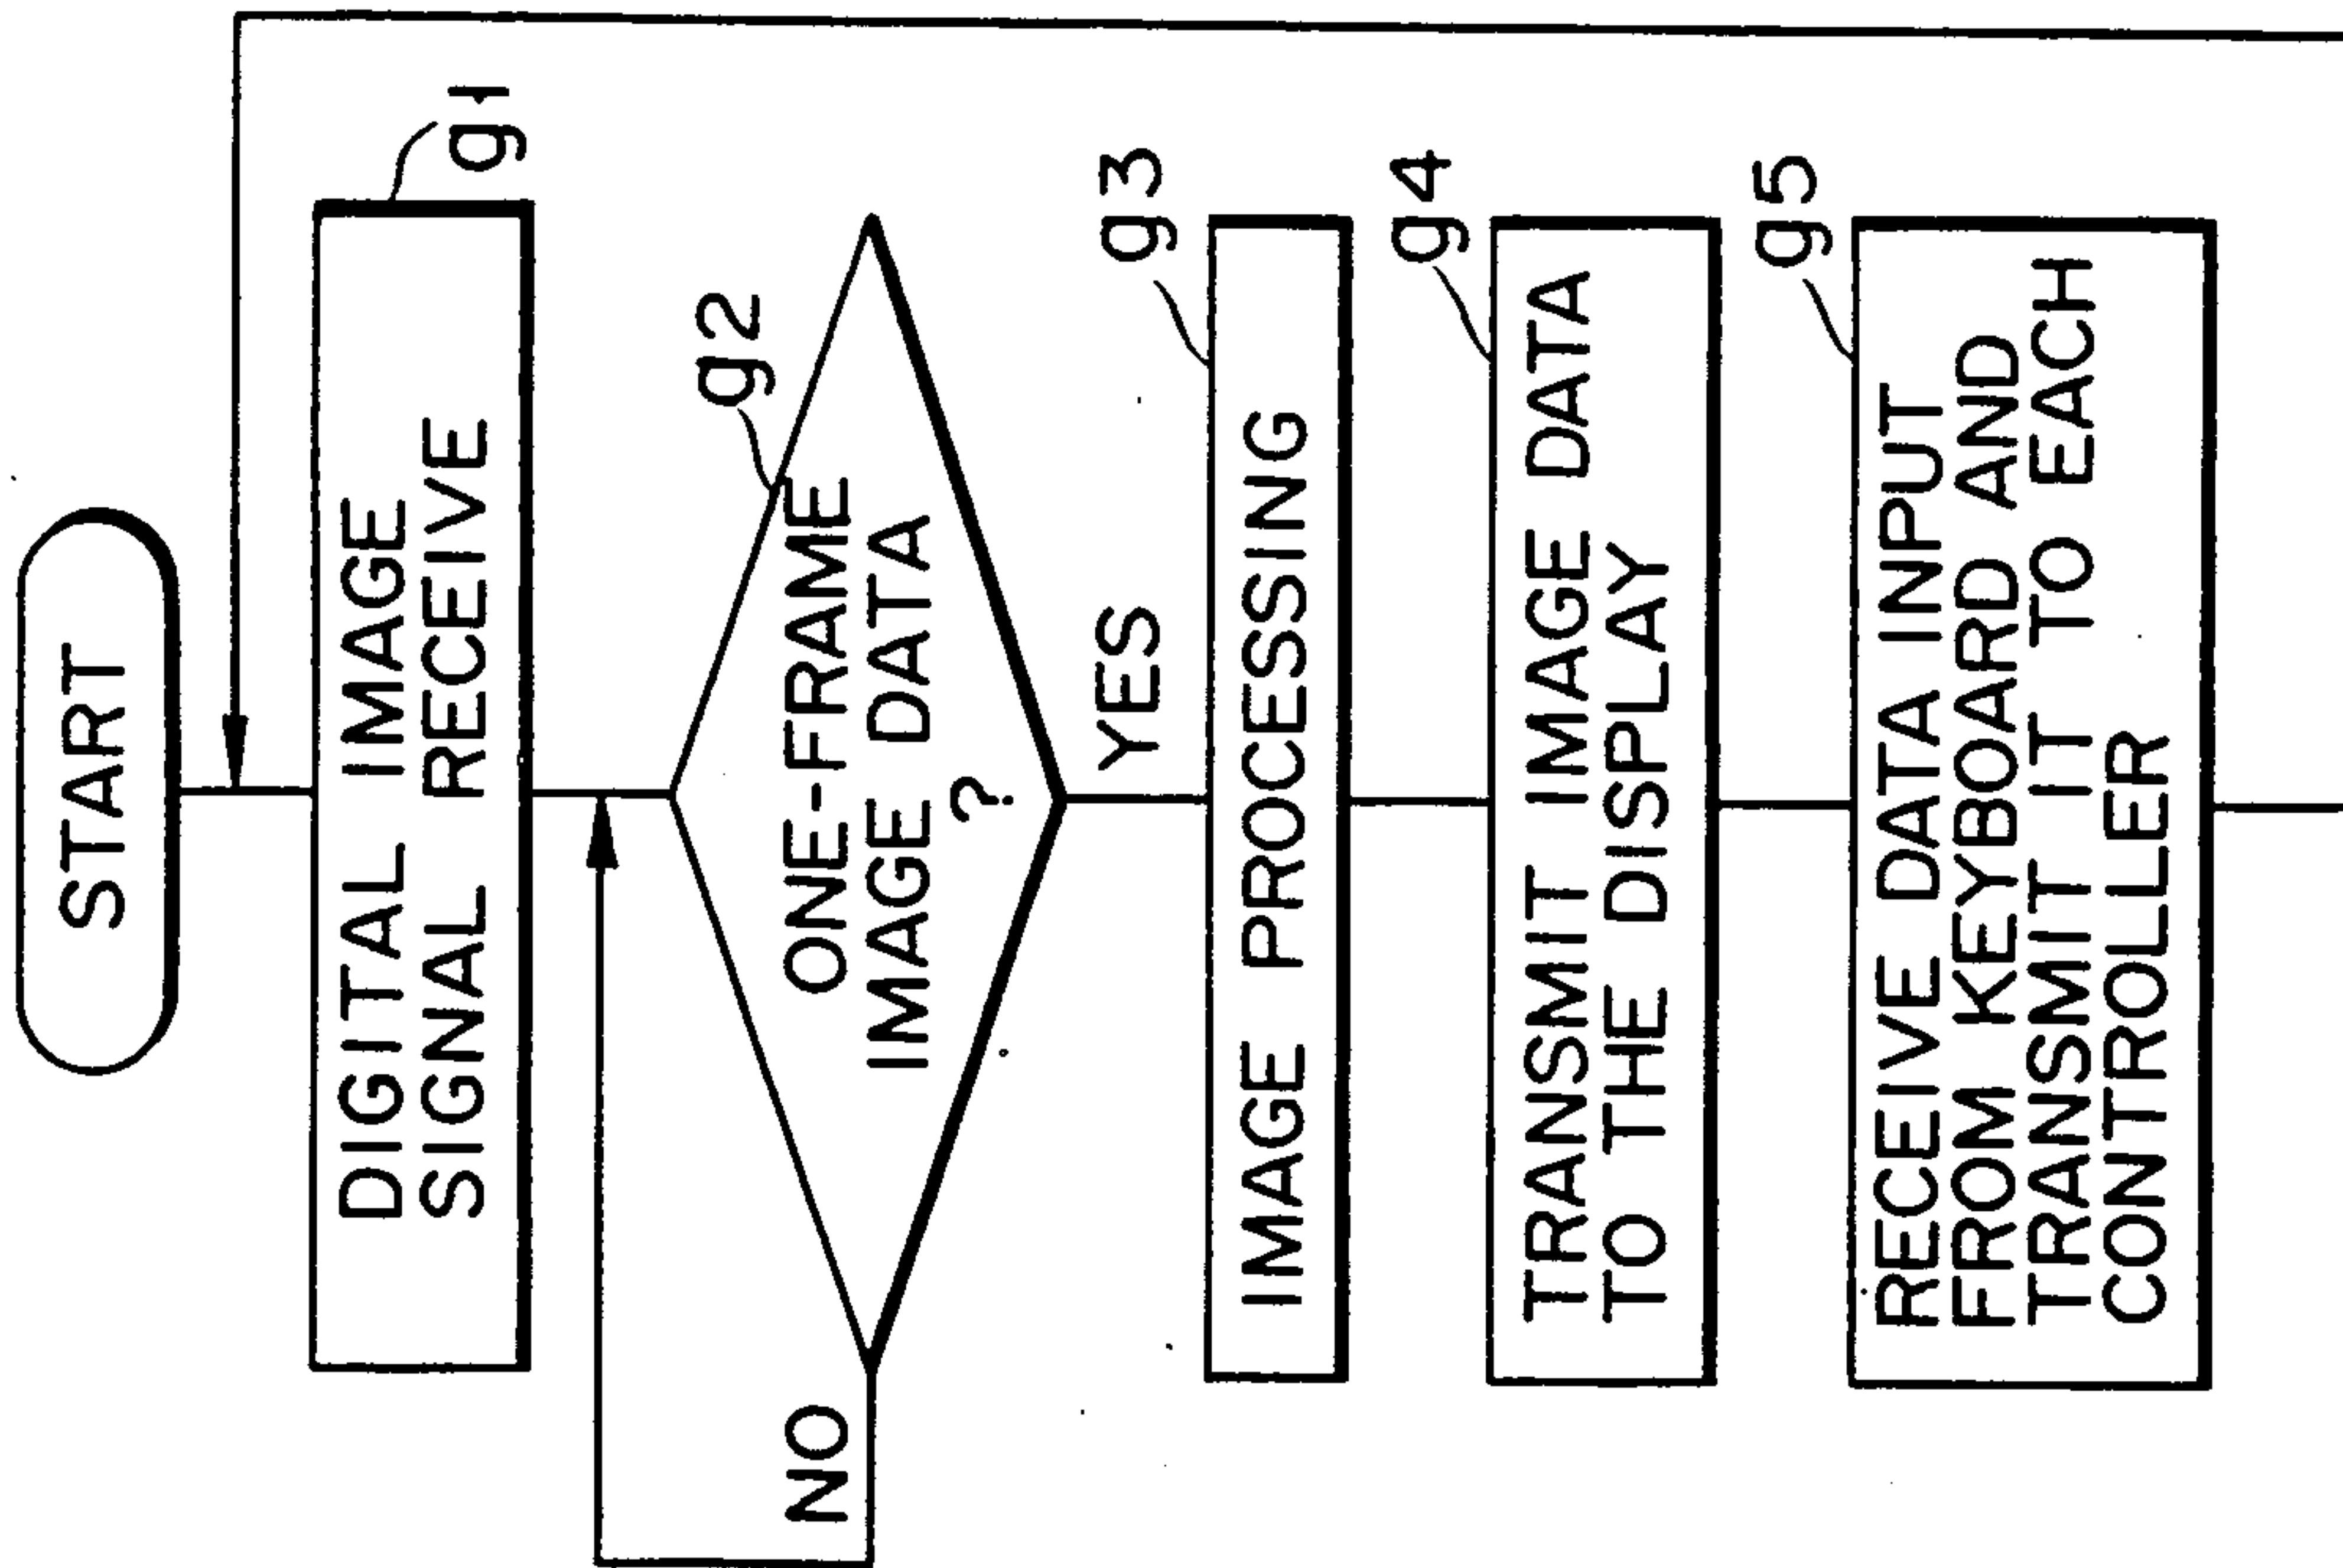 START
DIGITAL IMAGE
SIGNAL RECEIVE
g1
g2
ONE-FRAME
IMAGE DATA
?
NO
YES
g3
IMAGE PROCESSING
g4
TRANSMIT IMAGE DATA
TO THE DISPLAY
g5
RECEIVE DATA INPUT
FROM KEYBOARD AND
TRANSMIT IT TO EACH
CONTROLLER